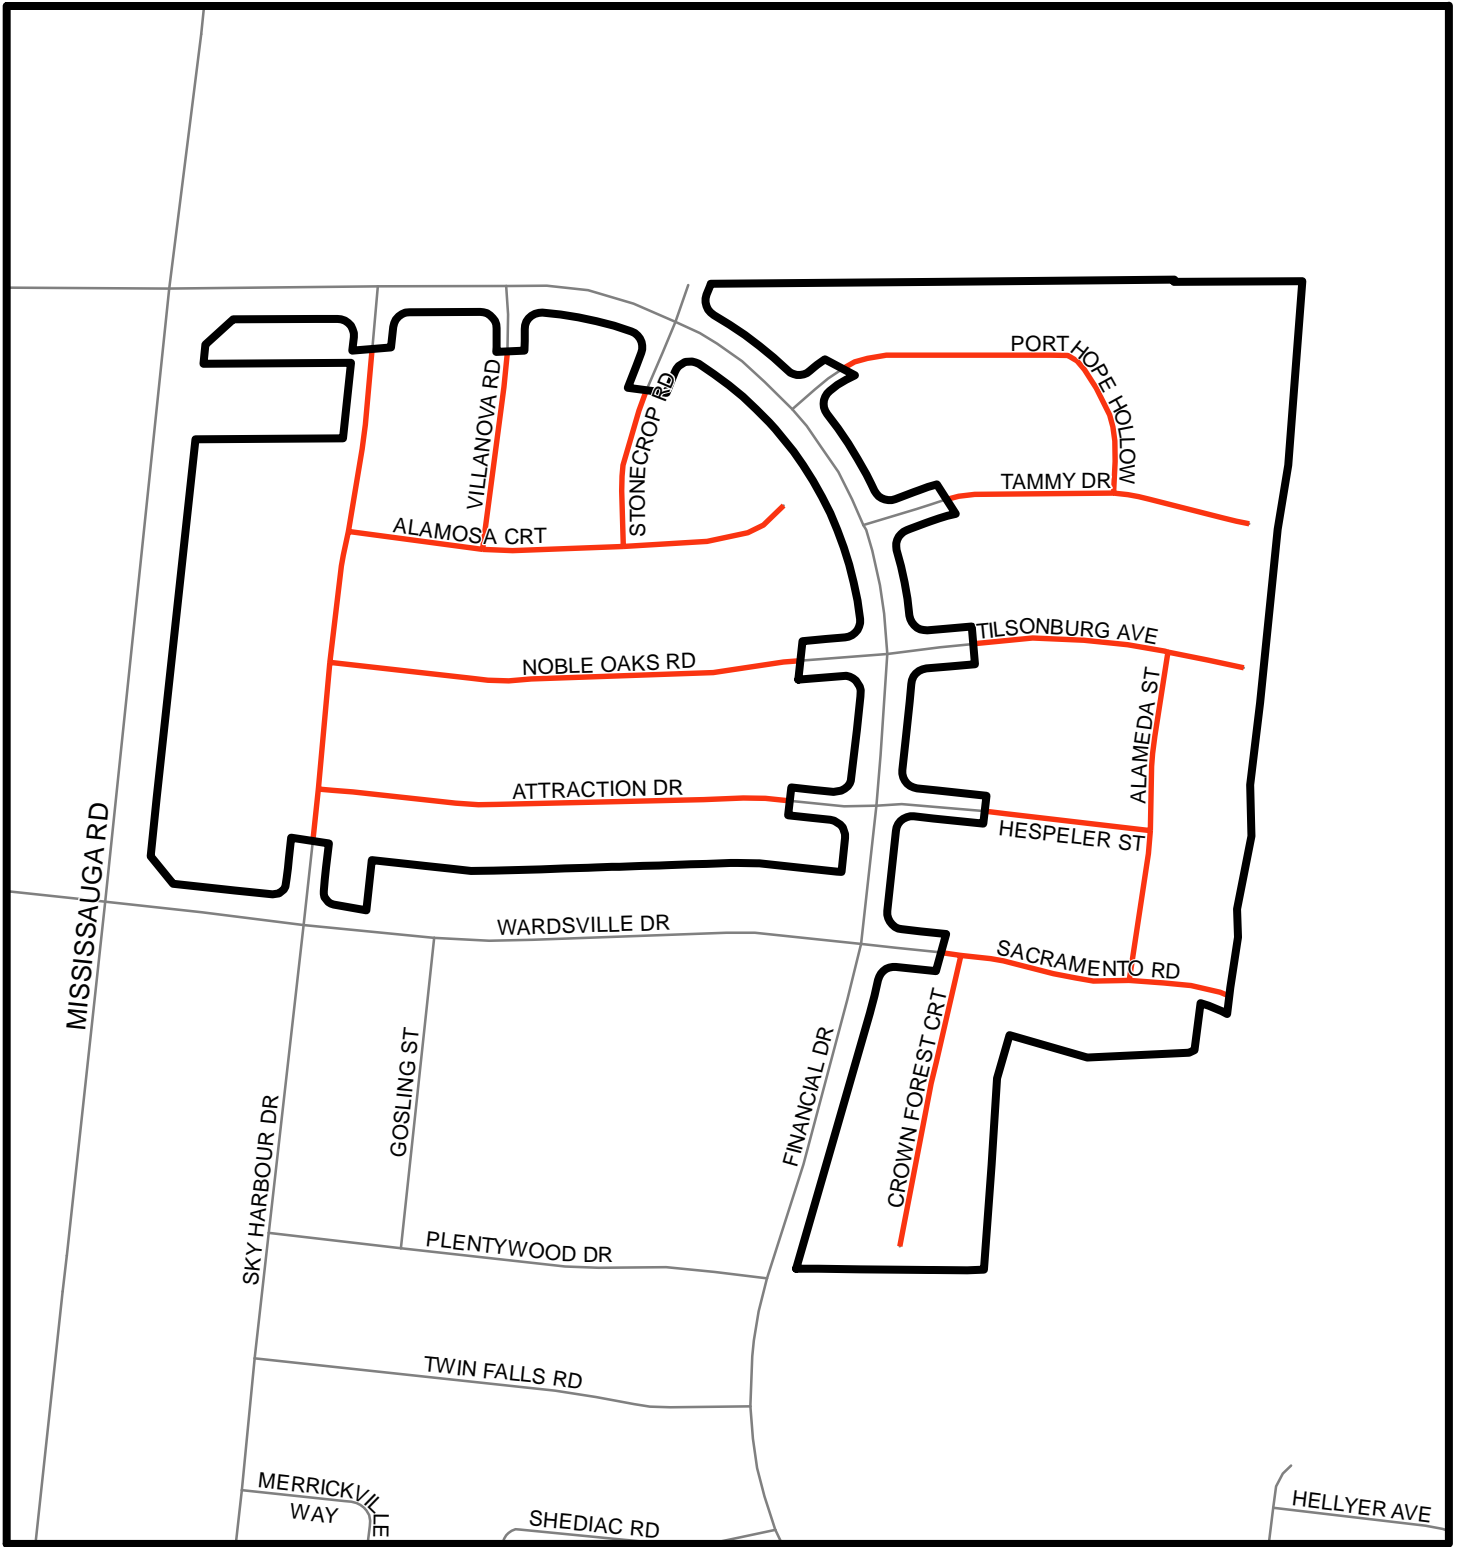 PORT HOPE HOLLOW
VILLANOVA RD
STONECROP RD
TAMMY DR
ALAMOSA CRT
TILSONBURG AVE
NOBLE OAKS RD
ALAMEDA ST
ATTRACTION DR
HESPELER ST
MISSISSAUGA RD
WARDSVILLE DR
SACRAMENTO RD
CROWN FOREST CRT
GOSLING ST
FINANCIAL DR
SKY HARBOUR DR
PLENTYWOOD DR
TWIN FALLS RD
MERRICKVILLE
WAY
SHEDIAC RD
HELLYER AVE